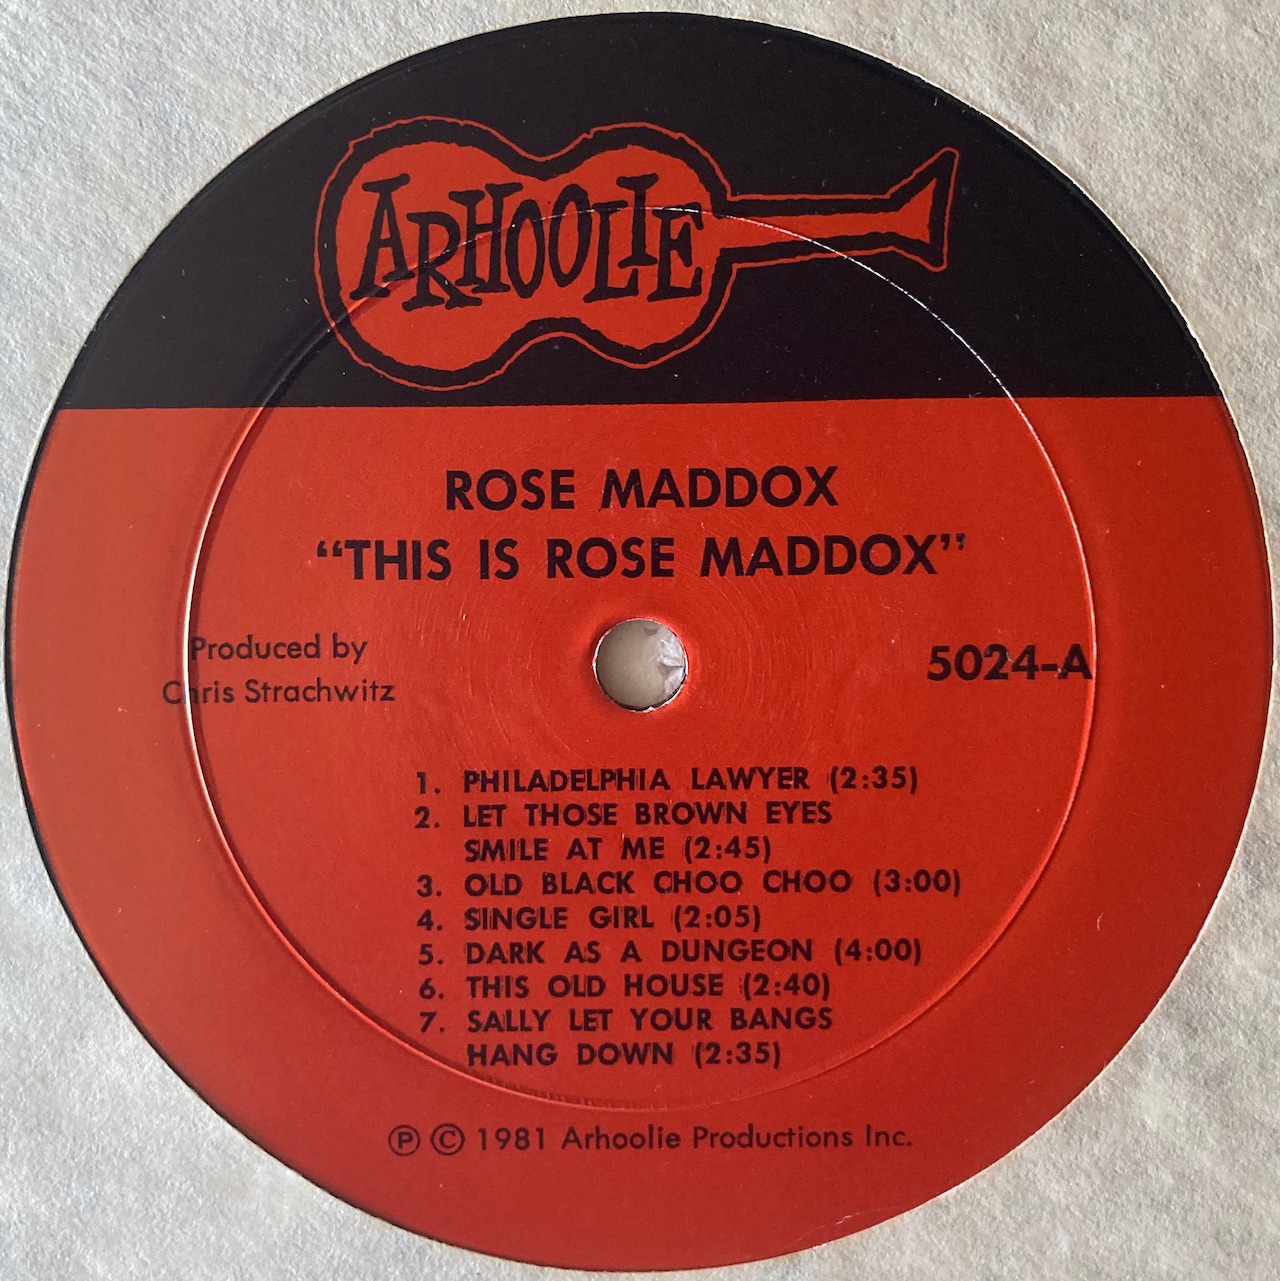 ARHOOLIE
ROSE MADDOX
“THIS IS ROSE MADDOX”
Produced by
Chris Strachwitz
5024-A
1. PHILADELPHIA LAWYER (2:35)
2. LET THOSE BROWN EYES
SMILE AT ME (2:45)
3. OLD BLACK CHOO CHOO (3:00)
4. SINGLE GIRL (2:05)
5. DARK AS A DUNGEON (4:00)
6. THIS OLD HOUSE (2:40)
7. SALLY LET YOUR BANGS
HANG DOWN (2:35)
Ⓟ © 1981 Arhoolie Productions Inc.